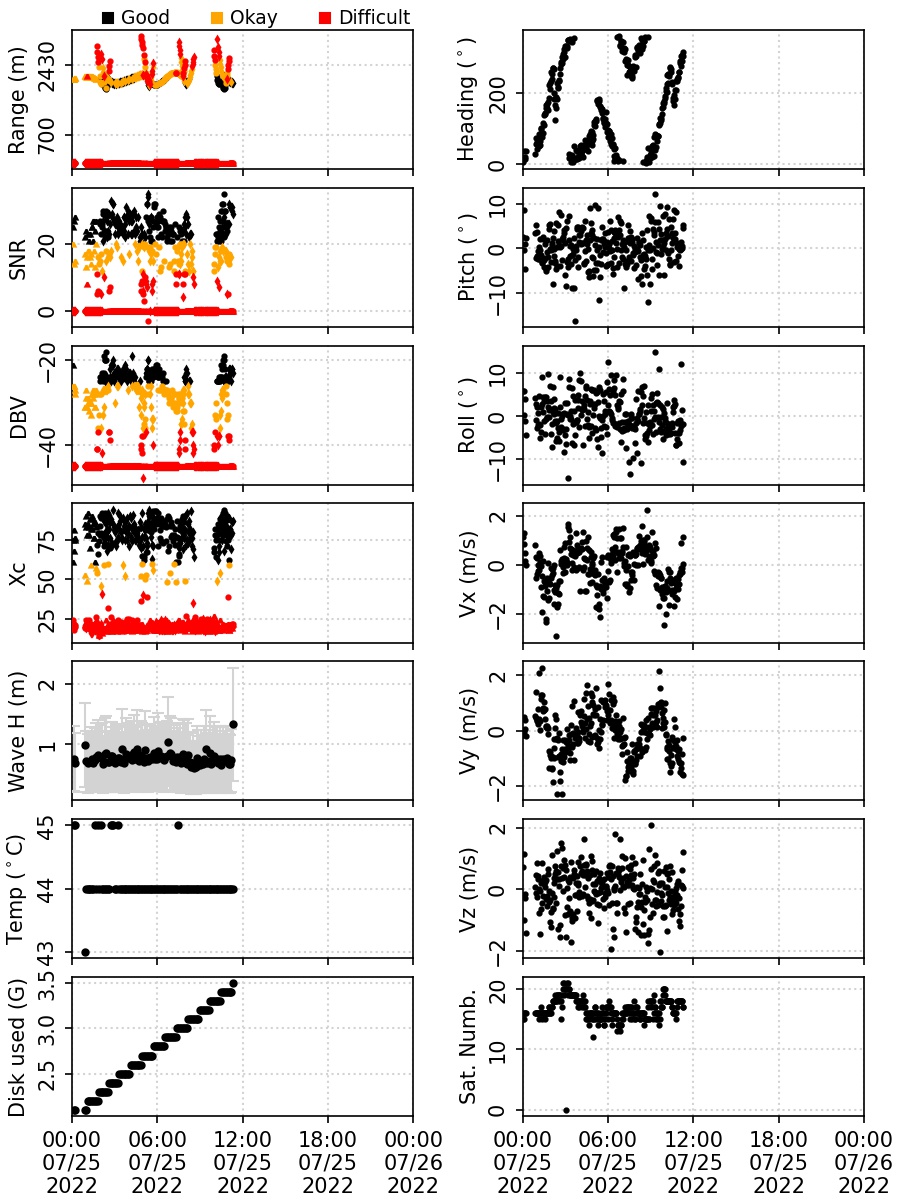 Good Okay Difficult
Range (m)
2430
700
Heading (°)
200
0
SNR
20
0
Pitch (°)
10
0
−10
DBV
−20
−40
Roll (°)
10
0
−10
Xc
75
50
25
Vx (m/s)
2
0
−2
Wave H (m)
2
1
Vy (m/s)
2
0
−2
Temp (°C)
45
44
43
Vz (m/s)
2
0
−2
Disk used (G)
3.5
3.0
2.5
Sat. Numb.
20
10
0
00:00 06:00 12:00 18:00 00:00
07/25 07/25 07/25 07/25 07/26
2022 2022 2022 2022 2022
00:00 06:00 12:00 18:00 00:00
07/25 07/25 07/25 07/25 07/26
2022 2022 2022 2022 2022